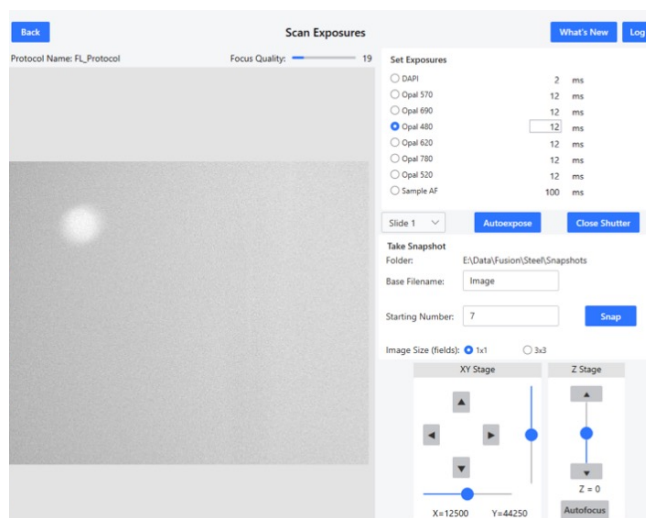 Back
Scan Exposures
What's New
Log
Protocol Name: FL_Protocol
Focus Quality: 19
Set Exposures
DAPI 2 ms
Opal 570 12 ms
Opal 690 12 ms
Opal 480 12 ms
Opal 620 12 ms
Opal 780 12 ms
Opal 520 12 ms
Sample AF 100 ms
Slide 1
Autoexpose
Close Shutter
Take Snapshot
Folder: E:\Data\Fusion\Steel\Snapshots
Base Filename: Image
Starting Number: 7
Snap
Image Size (fields): 1x1 3x3
XY Stage
Z Stage
Z = 0
X=12500 Y=44250
Autofocus